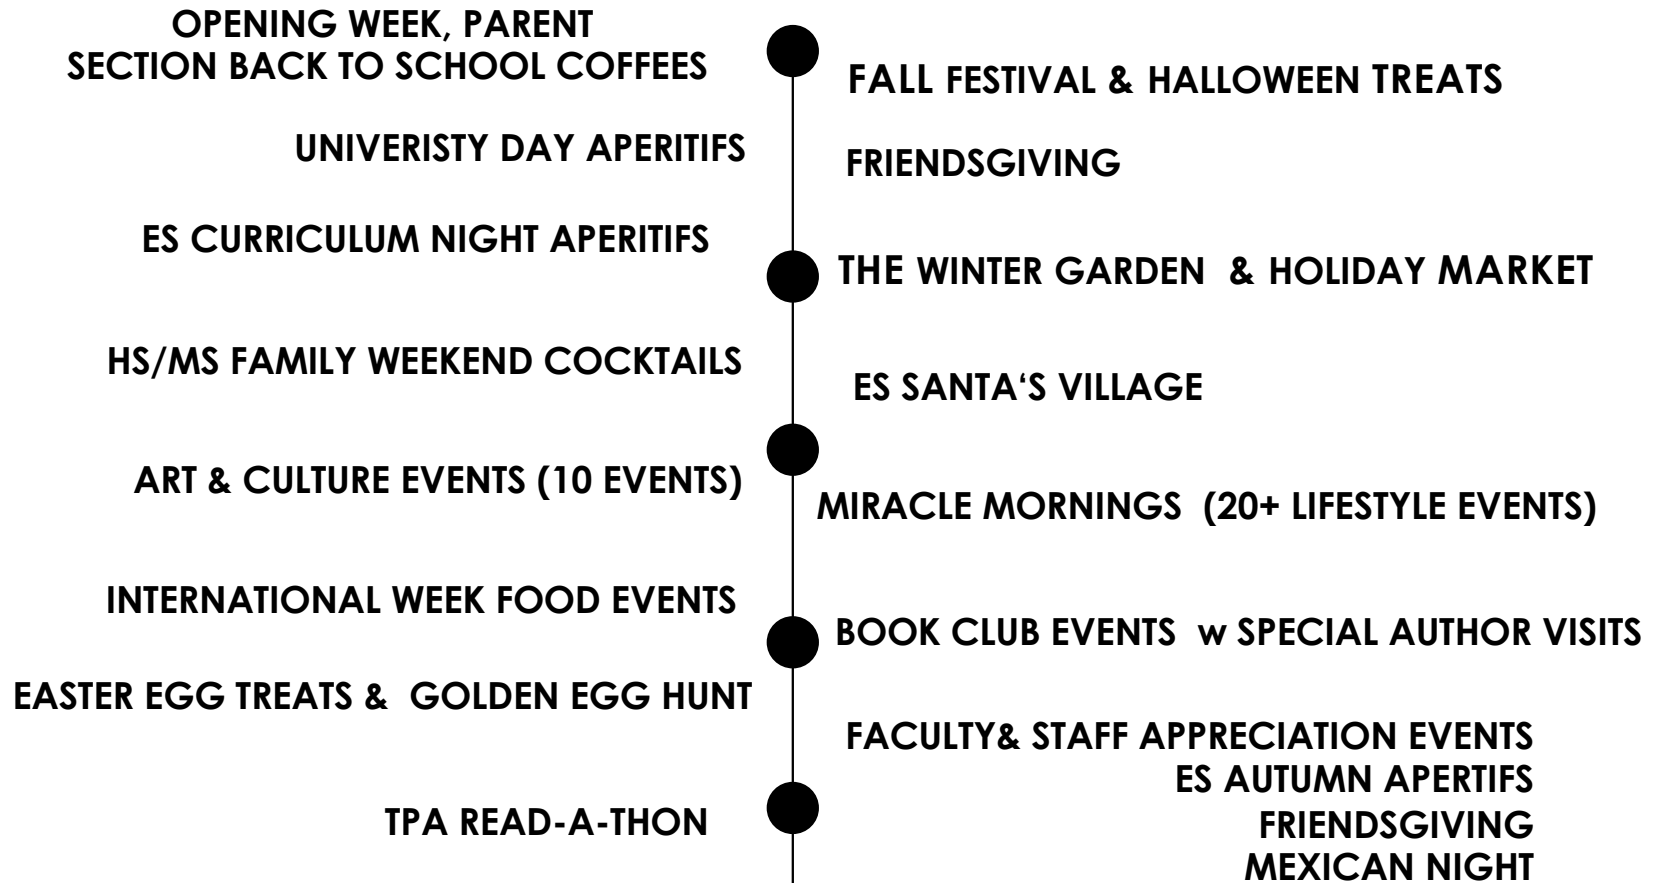 OPENING WEEK, PARENT
SECTION BACK TO SCHOOL COFFEES
UNIVERISTY DAY APERITIFS
ES CURRICULUM NIGHT APERITIFS
HS/MS FAMILY WEEKEND COCKTAILS
ART & CULTURE EVENTS (10 EVENTS)
INTERNATIONAL WEEK FOOD EVENTS
EASTER EGG TREATS & GOLDEN EGG HUNT
TPA READ-A-THON
FALL FESTIVAL & HALLOWEEN TREATS
FRIENDSGIVING
THE WINTER GARDEN & HOLIDAY MARKET
ES SANTA‘S VILLAGE
MIRACLE MORNINGS (20+ LIFESTYLE EVENTS)
BOOK CLUB EVENTS w SPECIAL AUTHOR VISITS
FACULTY& STAFF APPRECIATION EVENTS
ES AUTUMN APERTIFS
FRIENDSGIVING
MEXICAN NIGHT